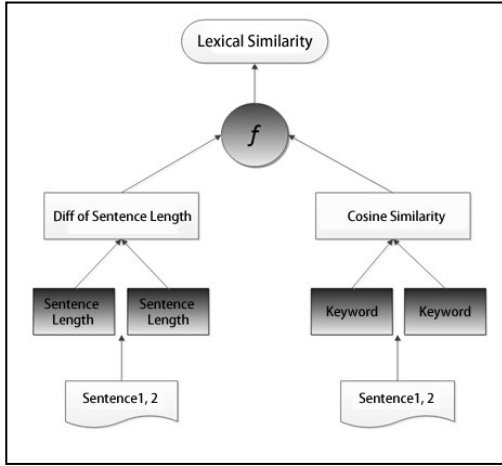 Lexical Similarity
f
Diff of Sentence Length
Cosine Similarity
Sentence
Length
Sentence
Length
Keyword
Keyword
Sentence1, 2
Sentence1, 2